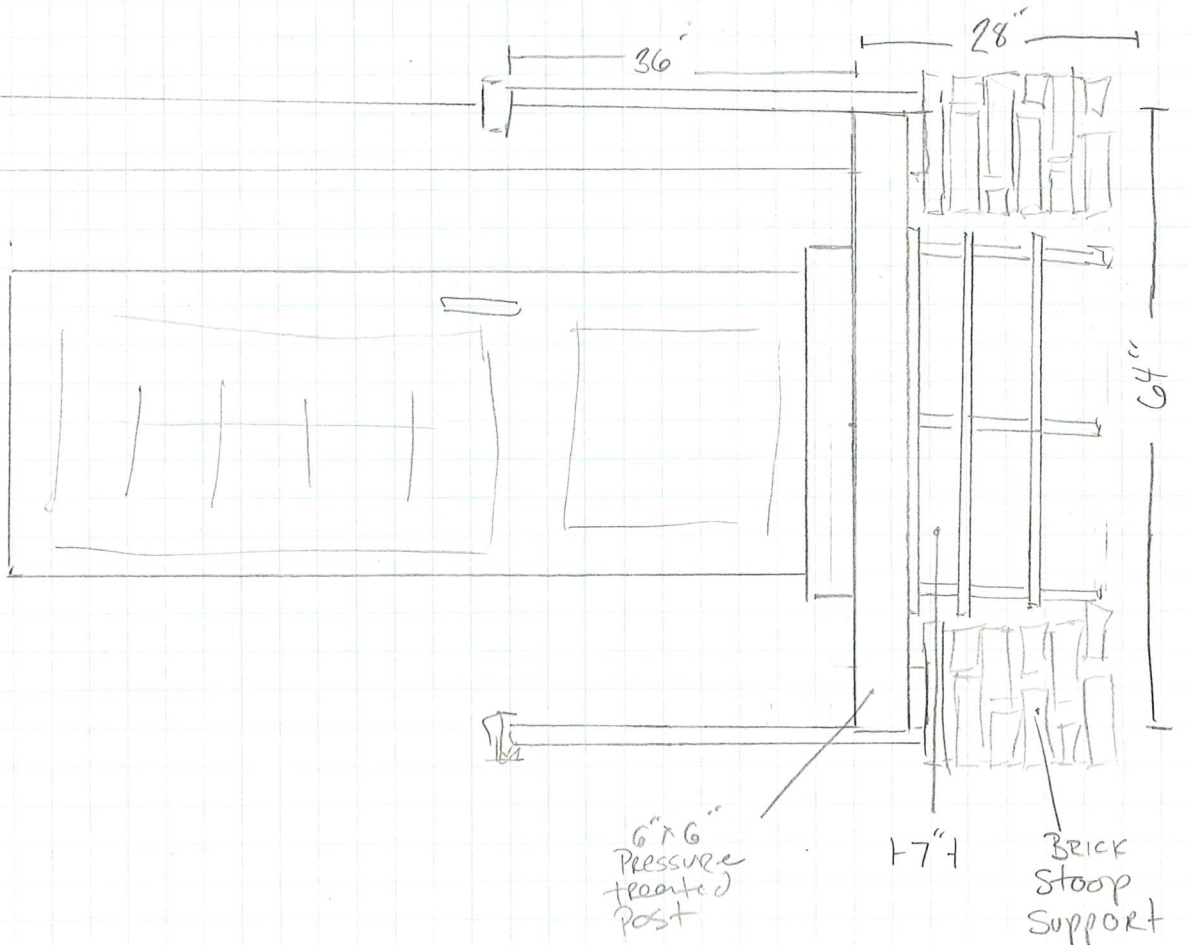 28"
36"
64"
6" x 6"
Pressure
treated
Post
7"
BRICK
Stoop
Support